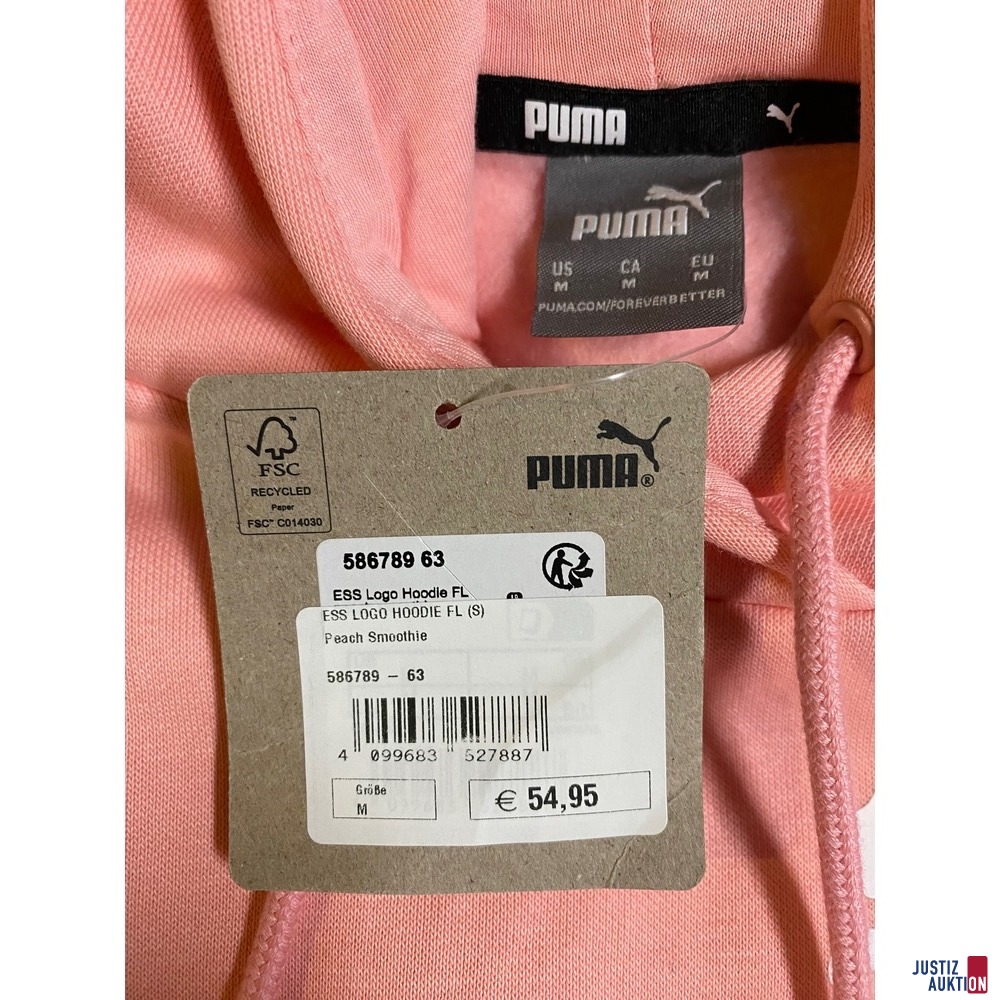 PUMA
PUMA
US CA EU
M M M
PUMA.COM/FOREVERBETTER
FSC™
RECYCLED
Paper
FSC™ C014030
PUMA®
586789 63
ESS Logo Hoodie FL
ESS LOGO HOODIE FL (S)
Peach Smoothie
586789 – 63
4 099683 527887
Größe
M
€ 54,95
JUSTIZ
AUKTION